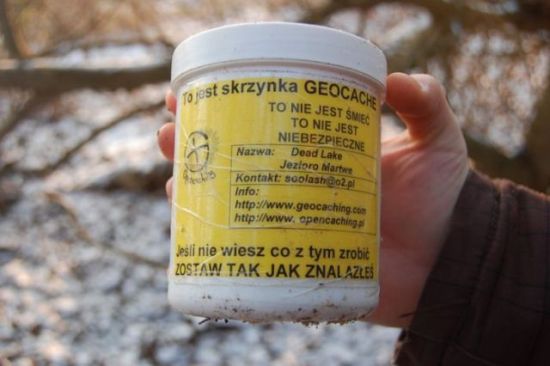 To jest skrzynka GEOCACHE
TO NIE JEST ŚMIEĆ
TO NIE JEST
NIEBEZPIECZNE
Nazwa: Dead Lake
Jezioro Martwe
Kontakt: scolash@o2.pl
Info:
http://www.geocaching.com
http://www.opencaching.pl
Jeśli nie wiesz co z tym zrobić
ZOSTAW TAK JAK ZNALAZŁEŚ